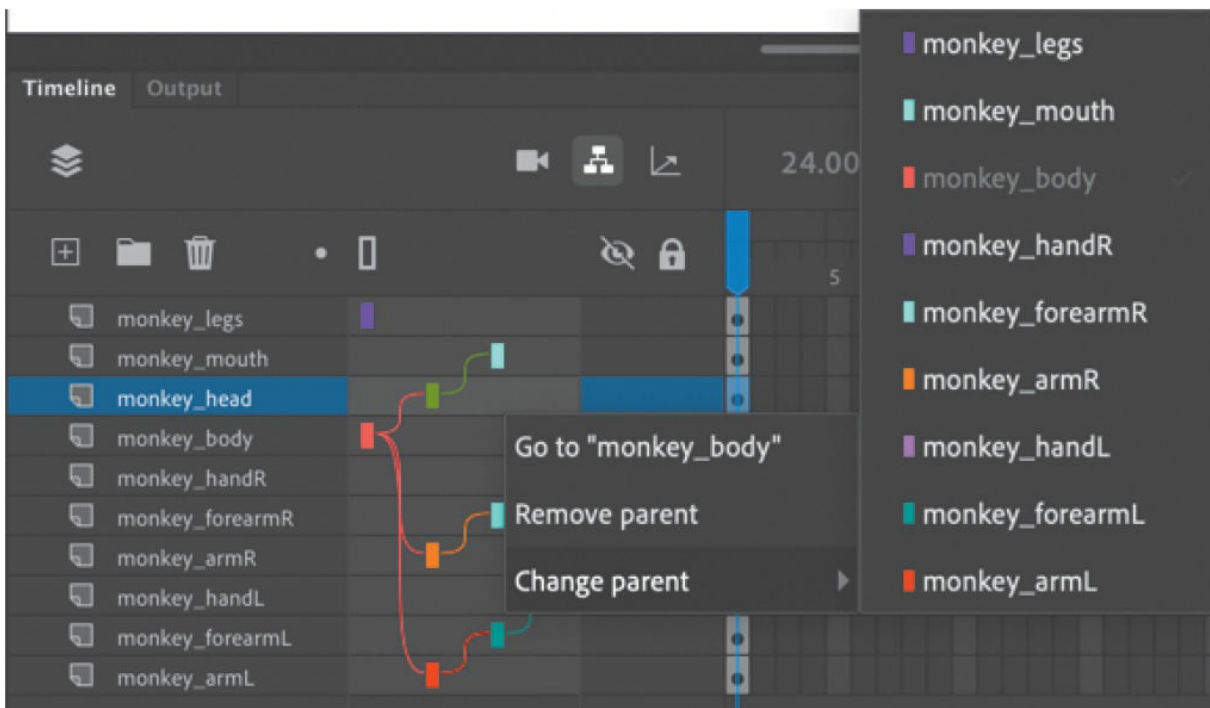 Timeline Output
24.00
5
monkey_legs
monkey_mouth
monkey_head
monkey_body
monkey_handR
monkey_forearmR
monkey_armR
monkey_handL
monkey_forearmL
monkey_armL
Go to "monkey_body"
Remove parent
Change parent
monkey_legs
monkey_mouth
monkey_body
monkey_handR
monkey_forearmR
monkey_armR
monkey_handL
monkey_forearmL
monkey_armL